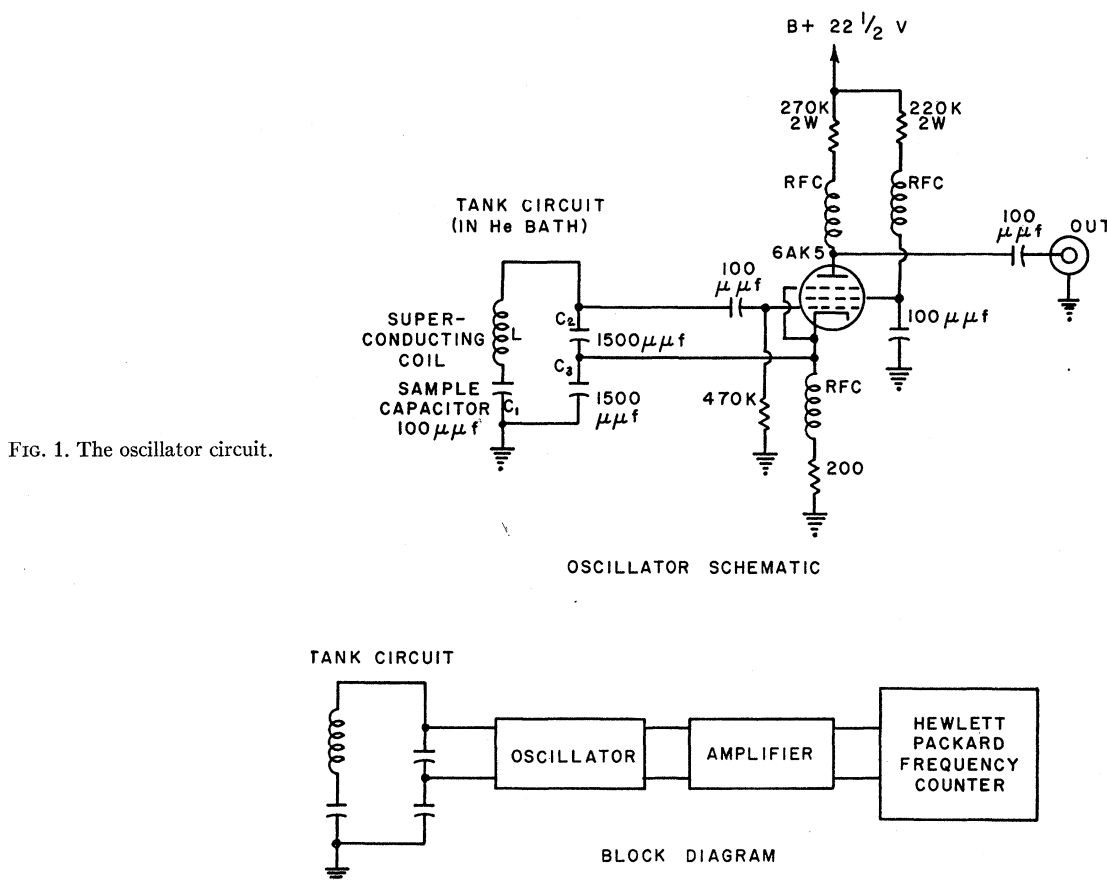 B+ 22 1/2 V
270K
2W
220K
2W
RFC
RFC
TANK CIRCUIT
(IN He BATH)
100
μμf
OUT
6AK5
100
μμf
SUPER-
CONDUCTING
COIL
L
C2
1500μμf
100μμf
C3
SAMPLE
CAPACITOR
100μμf
C1
1500
μμf
470K
RFC
200
FIG. 1. The oscillator circuit.
OSCILLATOR SCHEMATIC
TANK CIRCUIT
OSCILLATOR
AMPLIFIER
HEWLETT
PACKARD
FREQUENCY
COUNTER
BLOCK DIAGRAM